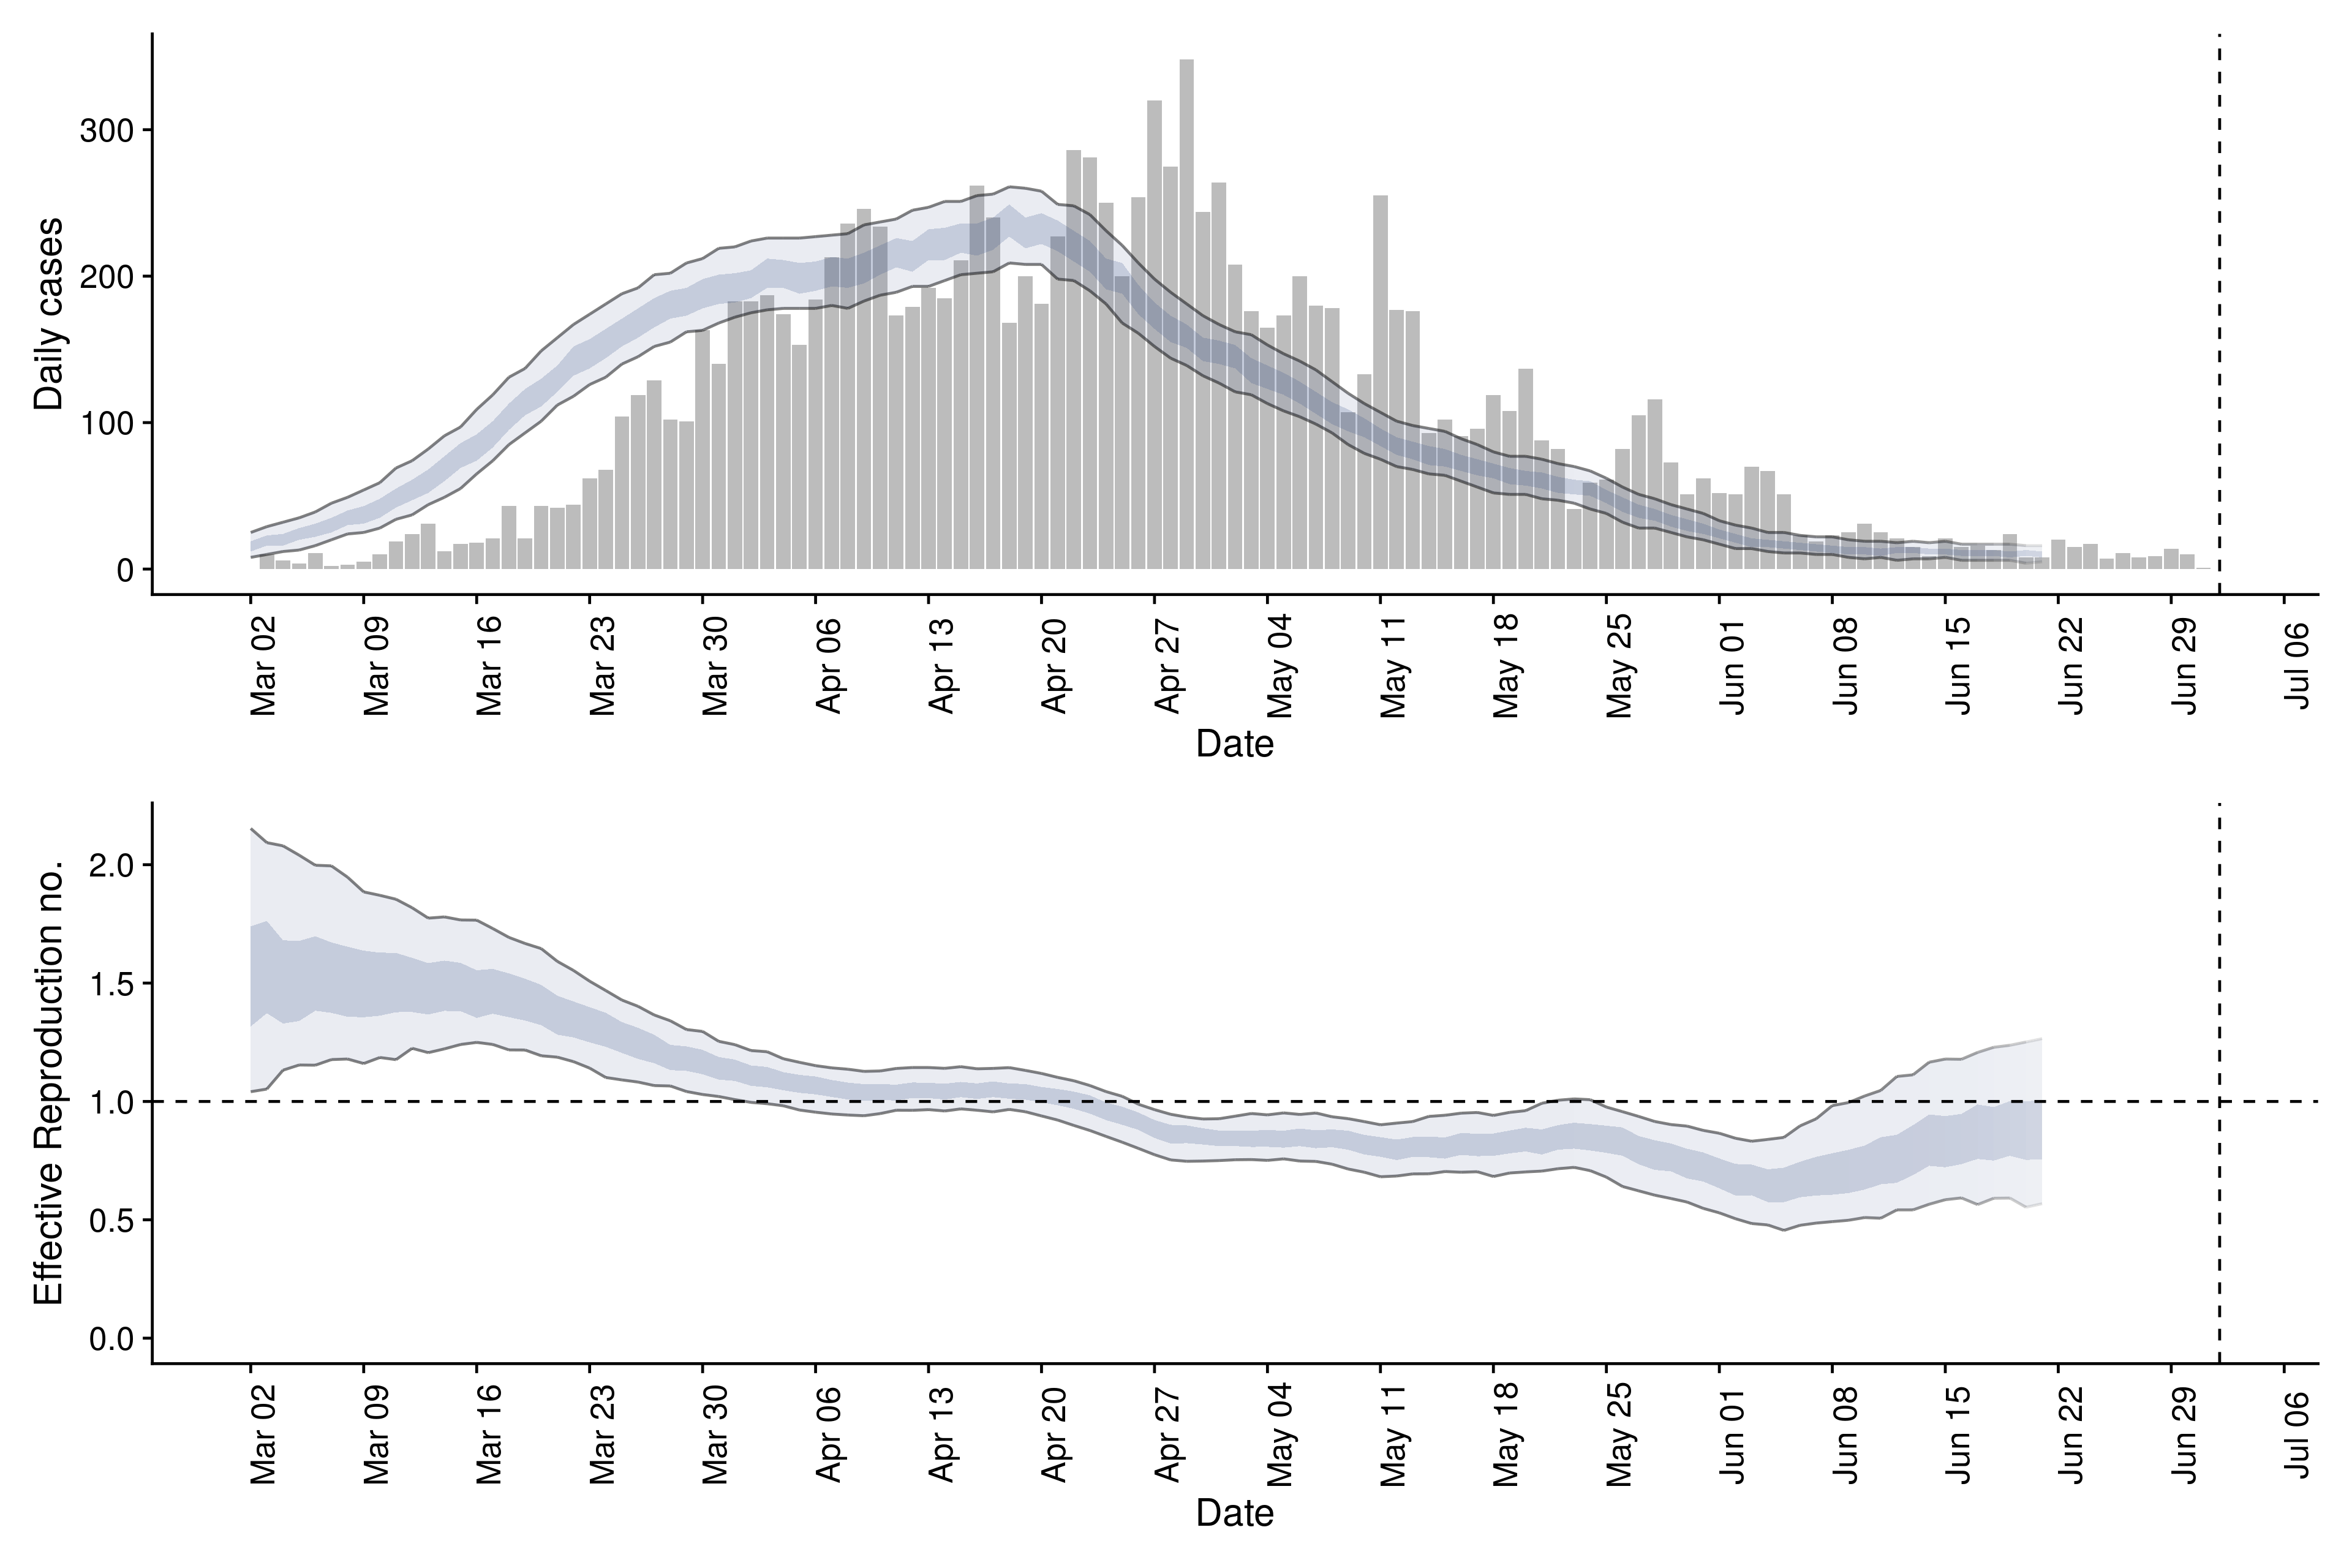 Daily cases
300
200
100
0
Mar 02
Mar 09
Mar 16
Mar 23
Mar 30
Apr 06
Apr 13
Apr 20
Apr 27
May 04
May 11
May 18
May 25
Jun 01
Jun 08
Jun 15
Jun 22
Jun 29
Jul 06
Date
Effective Reproduction no.
2.0
1.5
1.0
0.5
0.0
Mar 02
Mar 09
Mar 16
Mar 23
Mar 30
Apr 06
Apr 13
Apr 20
Apr 27
May 04
May 11
May 18
May 25
Jun 01
Jun 08
Jun 15
Jun 22
Jun 29
Jul 06
Date